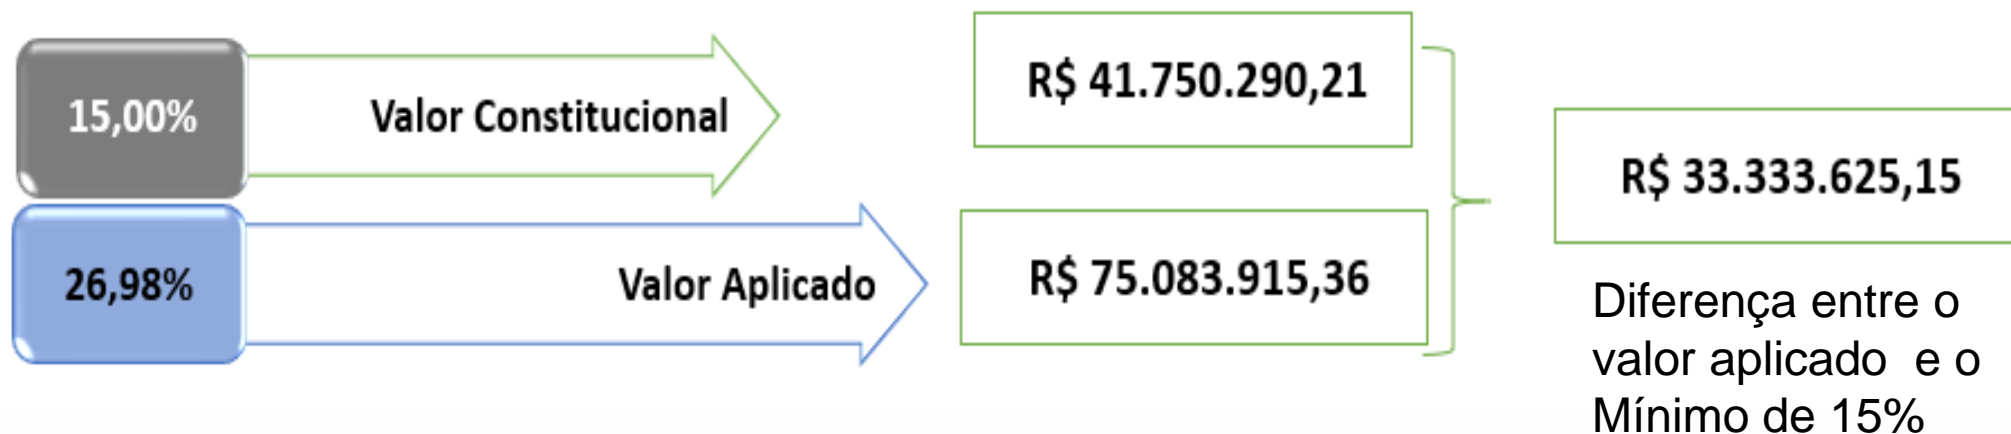 15,00%
Valor Constitucional
R$ 41.750.290,21
26,98%
Valor Aplicado
R$ 75.083.915,36
R$ 33.333.625,15
Diferença entre o
valor aplicado e o
Mínimo de 15%